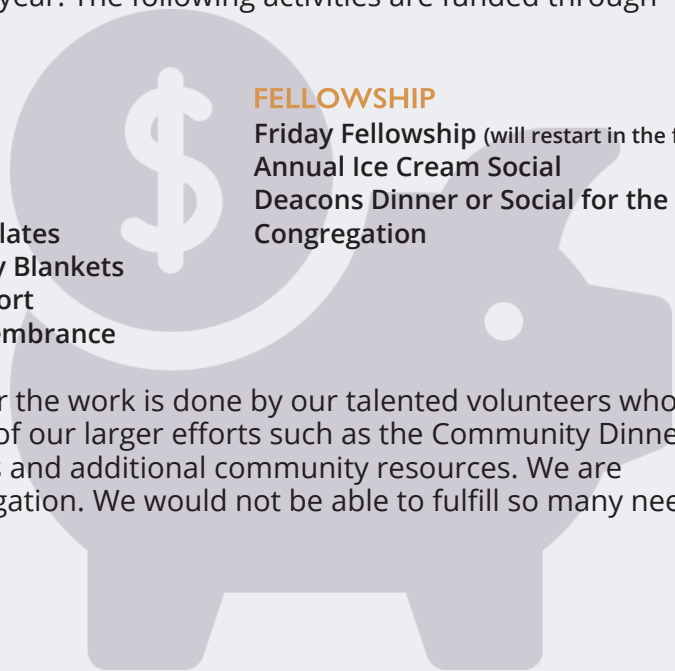 year. The following activities are funded through
FELLOWSHIP
Friday Fellowship (will restart in the
Annual Ice Cream Social
Deacons Dinner or Social for the
Congregation
lates
y Blankets
ort
embrance
r the work is done by our talented volunteers who
of our larger efforts such as the Community Dinne
s and additional community resources. We are
gation. We would not be able to fulfill so many nee